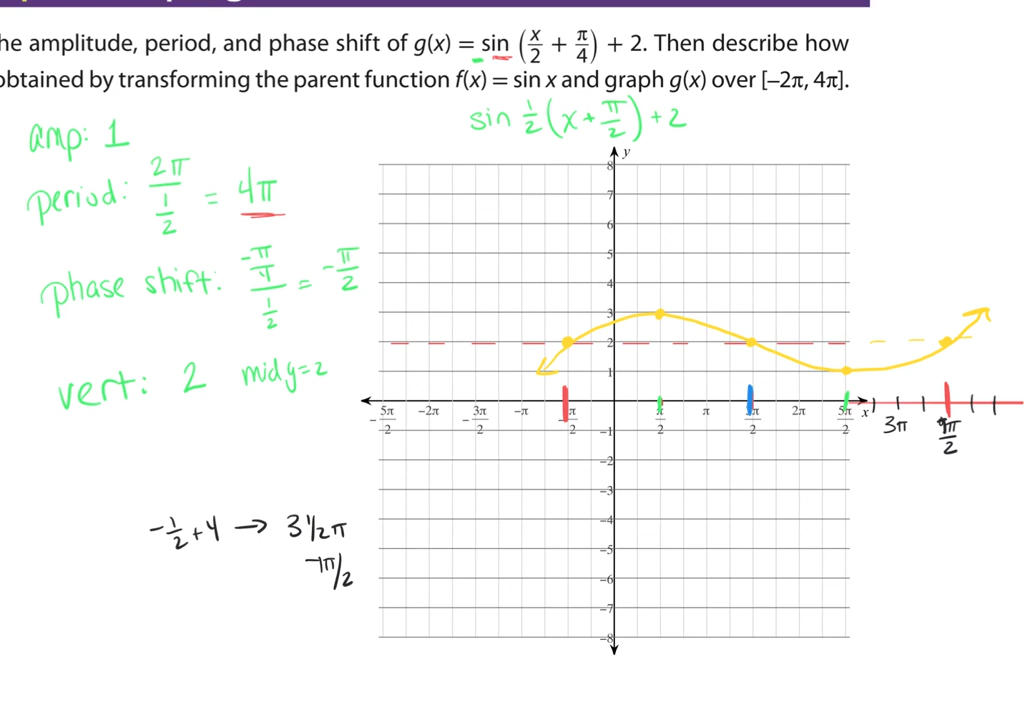 he amplitude, period, and phase shift of g(x) = sin (x/2 + π/4) + 2. Then describe how
obtained by transforming the parent function f(x) = sin x and graph g(x) over [–2π, 4π].
sin 1/2 (x + π/2) + 2
amp: 1
period: 2π / 1/2 = 4π
phase shift: -π/4 / 1/2 = -π/2
vert: 2 mid y=2
y
8
7
6
5
4
3
2
1
-5π/2 -2π -3π/2 -π -π/2 π/2 π 3π/2 2π 5π/2 x 3π
-1
-2
-3
-4
-5
-6
-7
-8
-1/2 + 4 → 3 1/2 π
7π/2